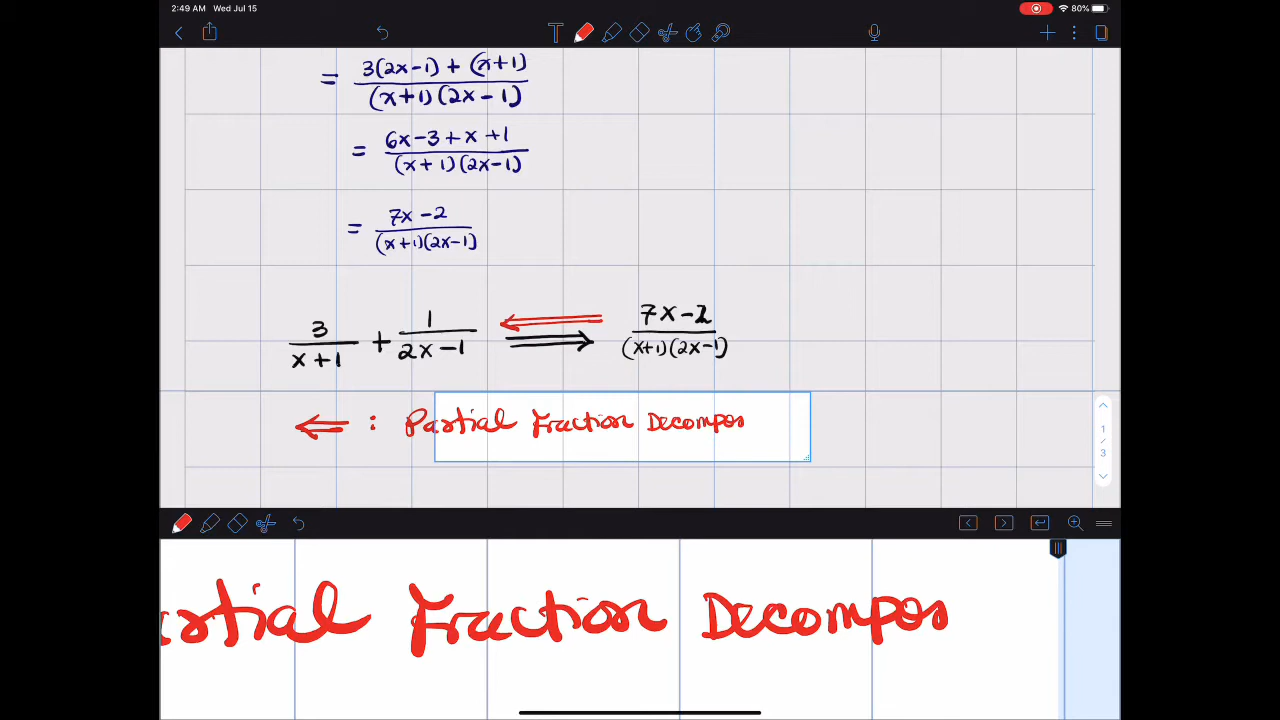 2:49 AM Wed Jul 15
80%
= 3(2x-1) + (x+1)
(x+1)(2x-1)
= 6x-3+x+1
(x+1)(2x-1)
= 7x-2
(x+1)(2x-1)
3/(x+1) + 1/(2x-1) ⇐ ⇒ 7x-2/((x+1)(2x-1))
⇐ : Partial Fraction Decompos
1
/
3
rtial Fraction Decompos